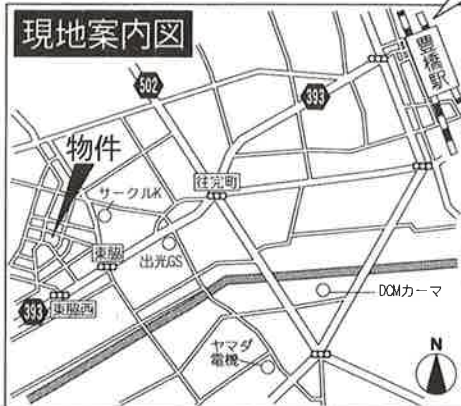 現地案内図
豊橋駅
502
393
物件
サークルK
往完町
東脇
出光GS
DCMカーマ
393
東脇西
ヤマダ
電機
N